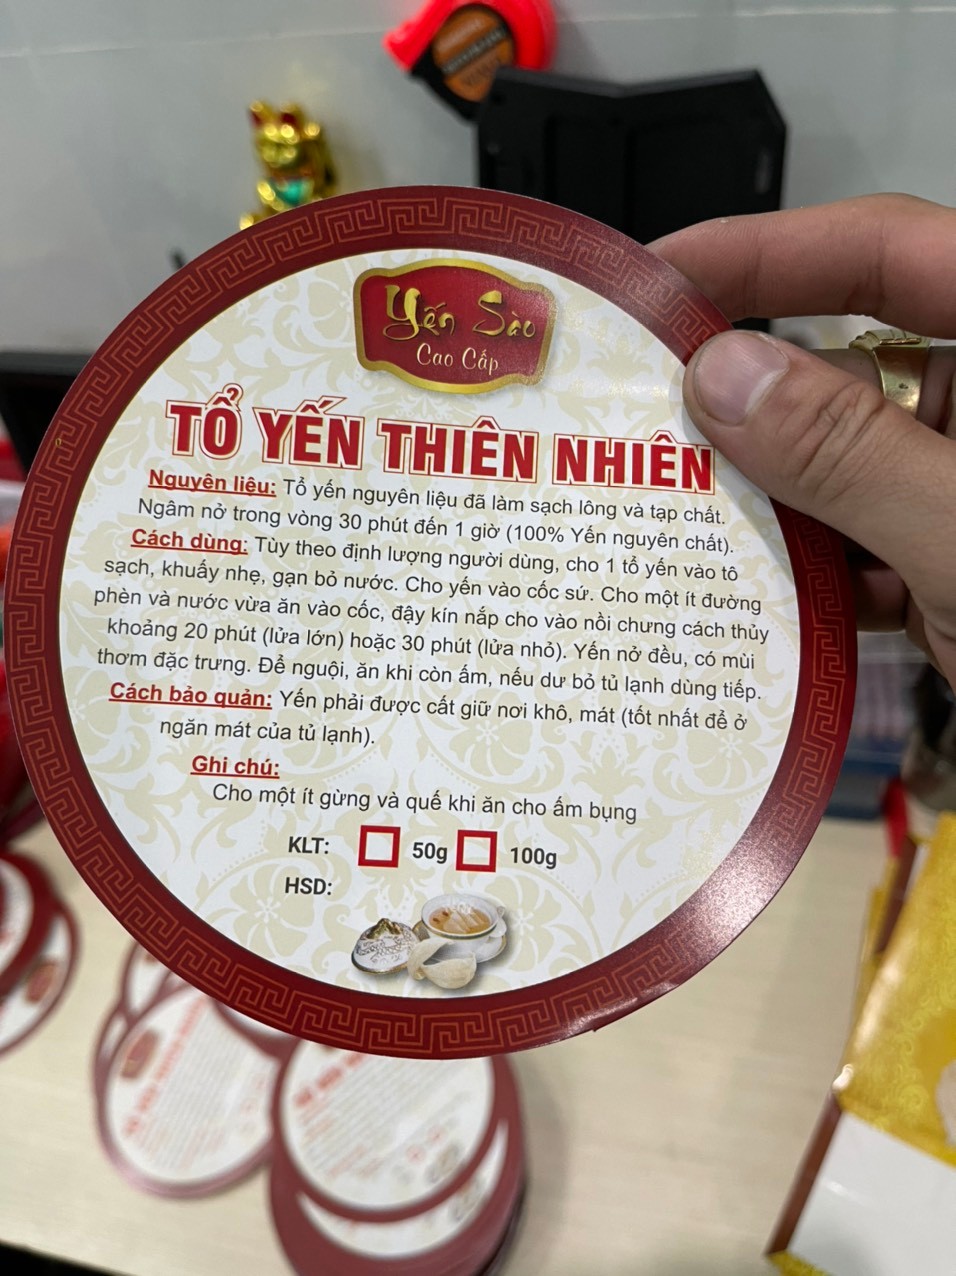 Yến Sào
Cao Cấp
TỔ YẾN THIÊN NHIÊN
Nguyên liệu: Tổ yến nguyên liệu đã làm sạch lông và tạp chất.
Ngâm nở trong vòng 30 phút đến 1 giờ (100% Yến nguyên chất).
Cách dùng: Tùy theo định lượng người dùng, cho 1 tổ yến vào tô
sạch, khuấy nhẹ, gạn bỏ nước. Cho yến vào cốc sứ. Cho một ít đường
phèn và nước vừa ăn vào cốc, đậy kín nắp cho vào nồi chưng cách thủy
khoảng 20 phút (lửa lớn) hoặc 30 phút (lửa nhỏ). Yến nở đều, có mùi
thơm đặc trưng. Để nguội, ăn khi còn ấm, nếu dư bỏ tủ lạnh dùng tiếp.
Cách bảo quản: Yến phải được cất giữ nơi khô, mát (tốt nhất để ở
ngăn mát của tủ lạnh).
Ghi chú:
Cho một ít gừng và quế khi ăn cho ấm bụng
KLT: 50g 100g
HSD: